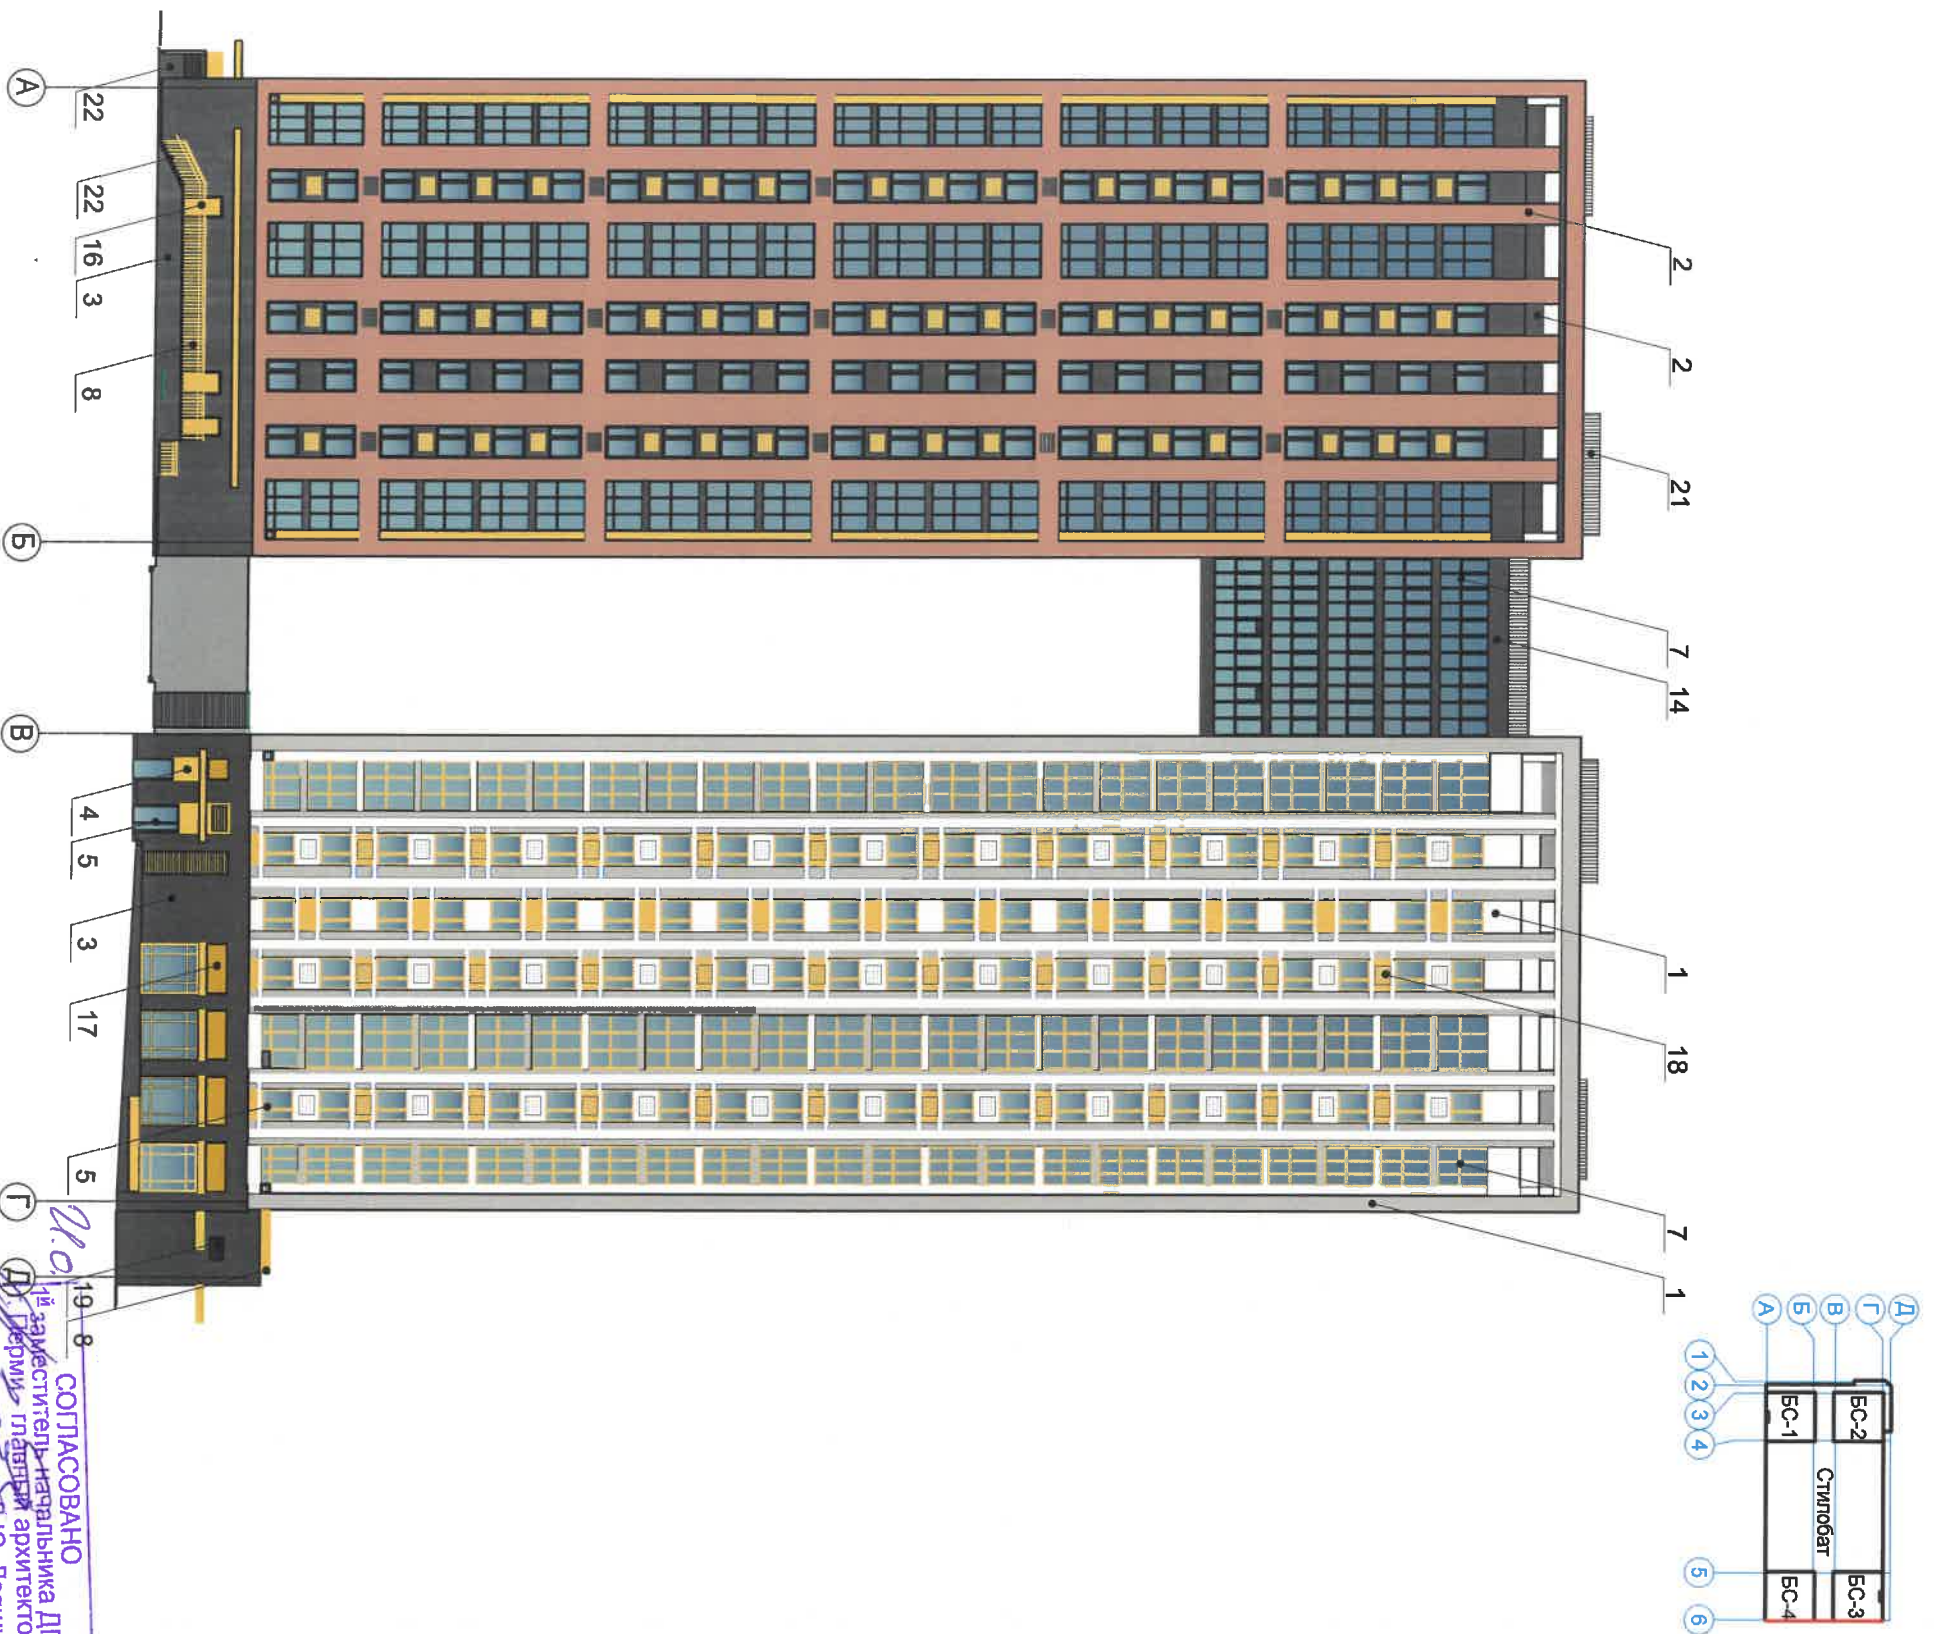 Д
Г
В
Б
А
БС-2 БС-3
Стилобат
БС-1 БС-4
1 2 3 4 5 6
2 2 21 7 14 1 18 7 1
22 22 16 3 8 4 5 3 17 5 19 8
А Б В Г Д
И.о.
СОГЛАСОВАНО
1й заместитель начальника
Перми, главный